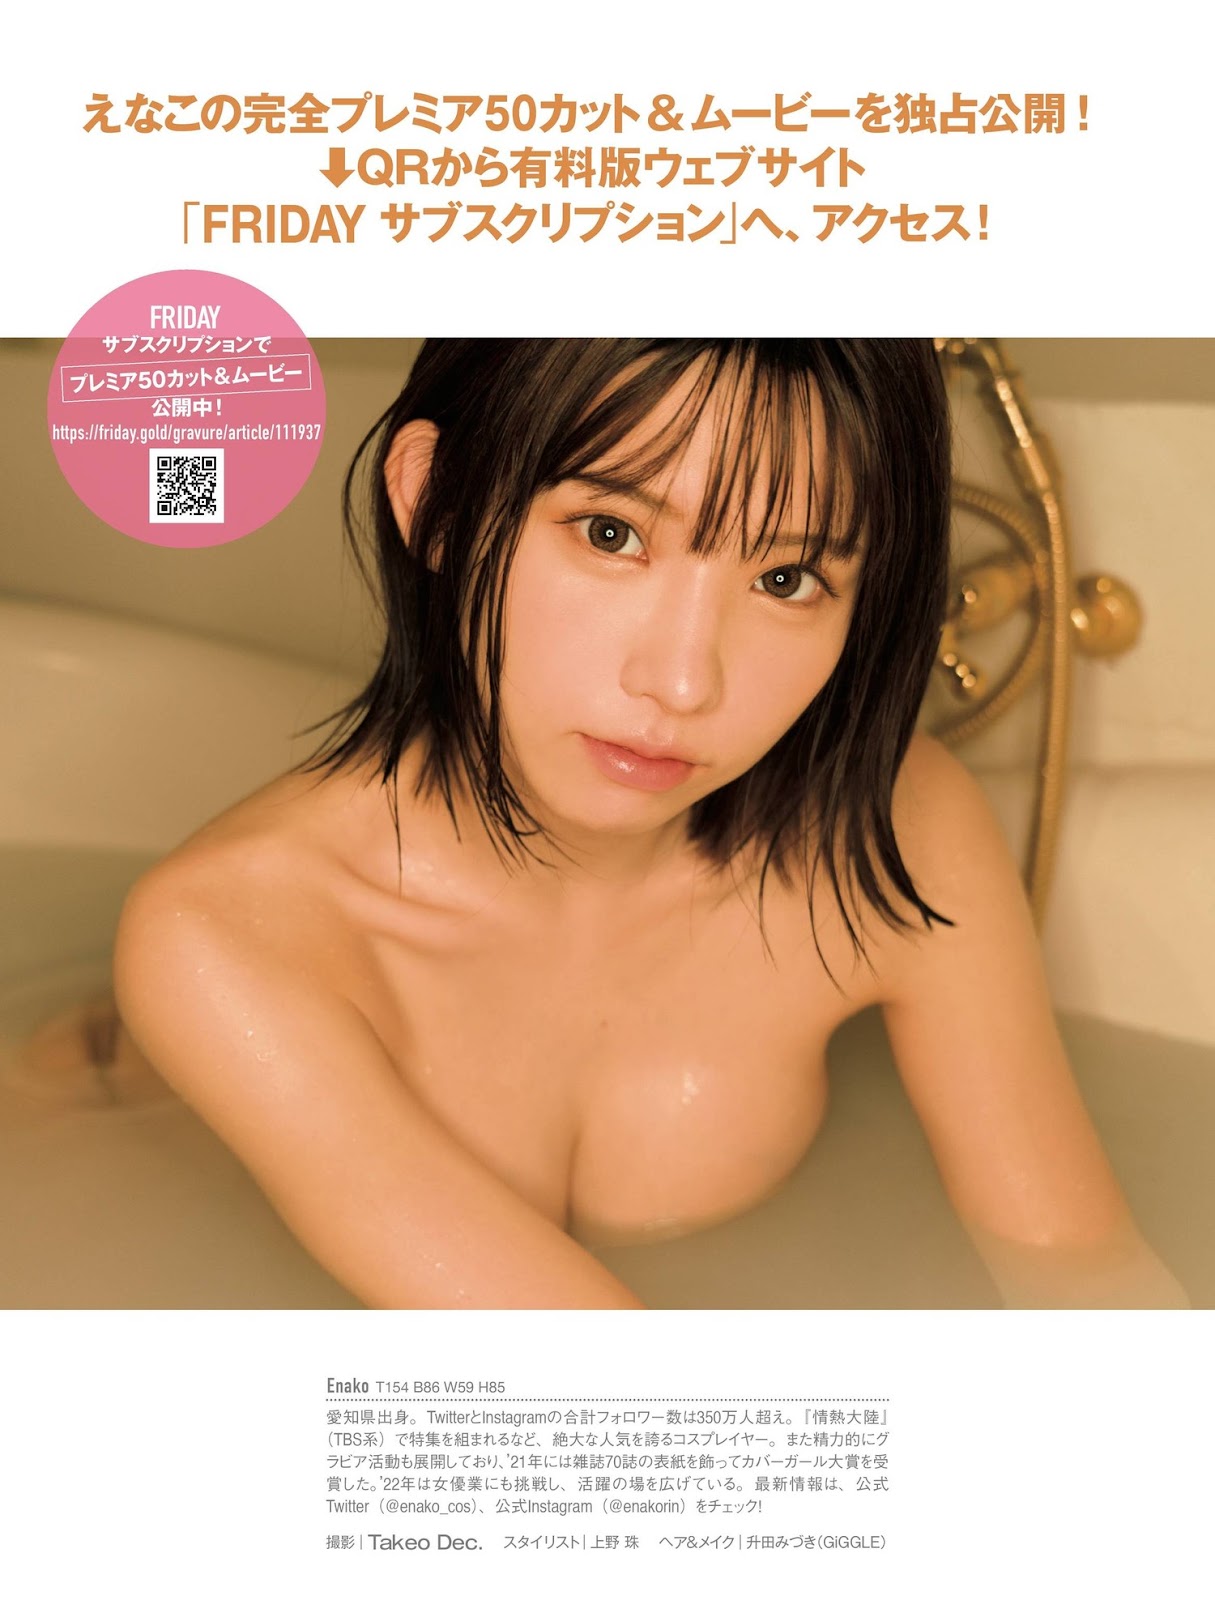 えなこの完全プレミア50カット＆ムービーを独占公開！
⬇QRから有料版ウェブサイト
「FRIDAY サブスクリプション」へ、アクセス！
FRIDAY
サブスクリプションで
プレミア50カット＆ムービー
公開中！
https://friday.gold/gravure/article/111937
Enako T154 B86 W59 H85
愛知県出身。TwitterとInstagramの合計フォロワー数は350万人超え。『情熱大陸』
（TBS系）で特集を組まれるなど、絶大な人気を誇るコスプレイヤー。また精力的にグ
ラビア活動も展開しており、'21年には雑誌70誌の表紙を飾ってカバーガール大賞を受
賞した。'22年は女優業にも挑戦し、活躍の場を広げている。最新情報は、公式
Twitter（@enako_cos）、公式Instagram（@enakorin）をチェック!
撮影｜Takeo Dec. スタイリスト｜上野 珠 ヘア&メイク｜升田みづき（GiGGLE）